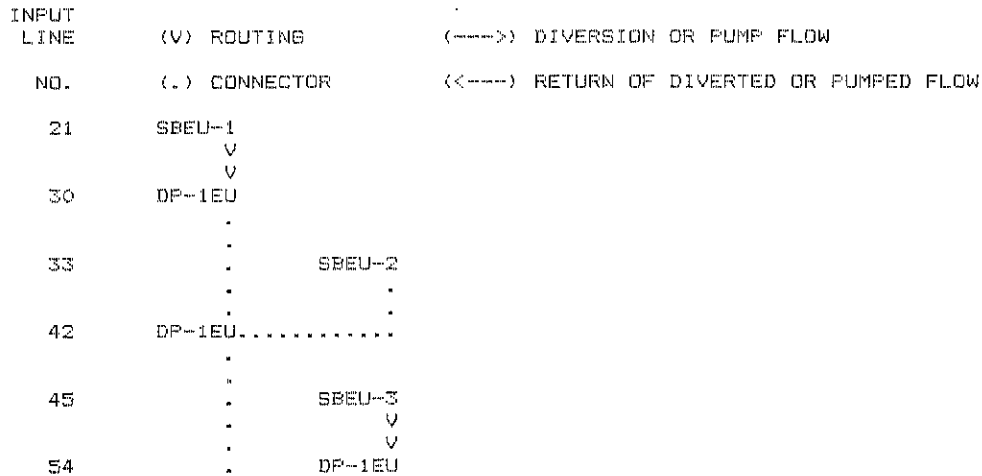 INPUT
LINE (V) ROUTING (--->) DIVERSION OR PUMP FLOW
NO. (.) CONNECTOR (<---) RETURN OF DIVERTED OR PUMPED FLOW
21 SBEU-1
V
V
30 DP-1EU
.
.
33 . SBEU-2
. .
. .
42 DP-1EU............
.
.
45 . SBEU-3
. V
. V
54 . DP-1EU